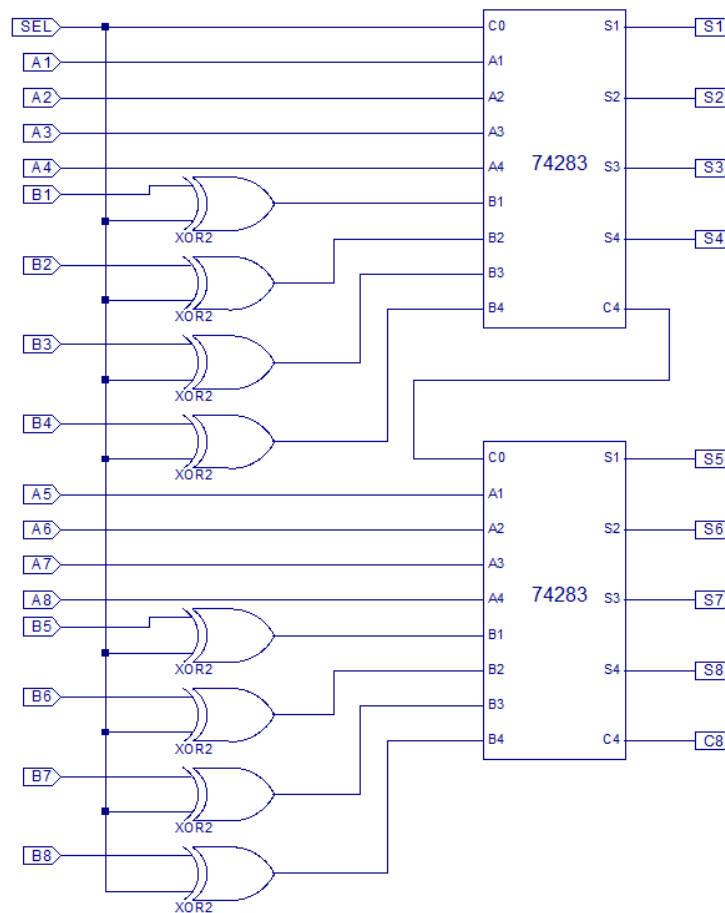 SEL C0 S1 S1
A1 A1
A2 A2 S2 S2
A3 A3
A4 A4 74283 S3 S3
B1 B1
XOR2
B2 B2 S4 S4
XOR2
B3 B3
B4 C4
XOR2
B4
XOR2
C0 S1 S5
A5 A1
A6 A2 S2 S6
A7 A3
A8 A4 74283 S3 S7
B5 B1
XOR2
B6 B2 S4 S8
B3
XOR2
B4 C4 C8
B7
XOR2
B8
XOR2